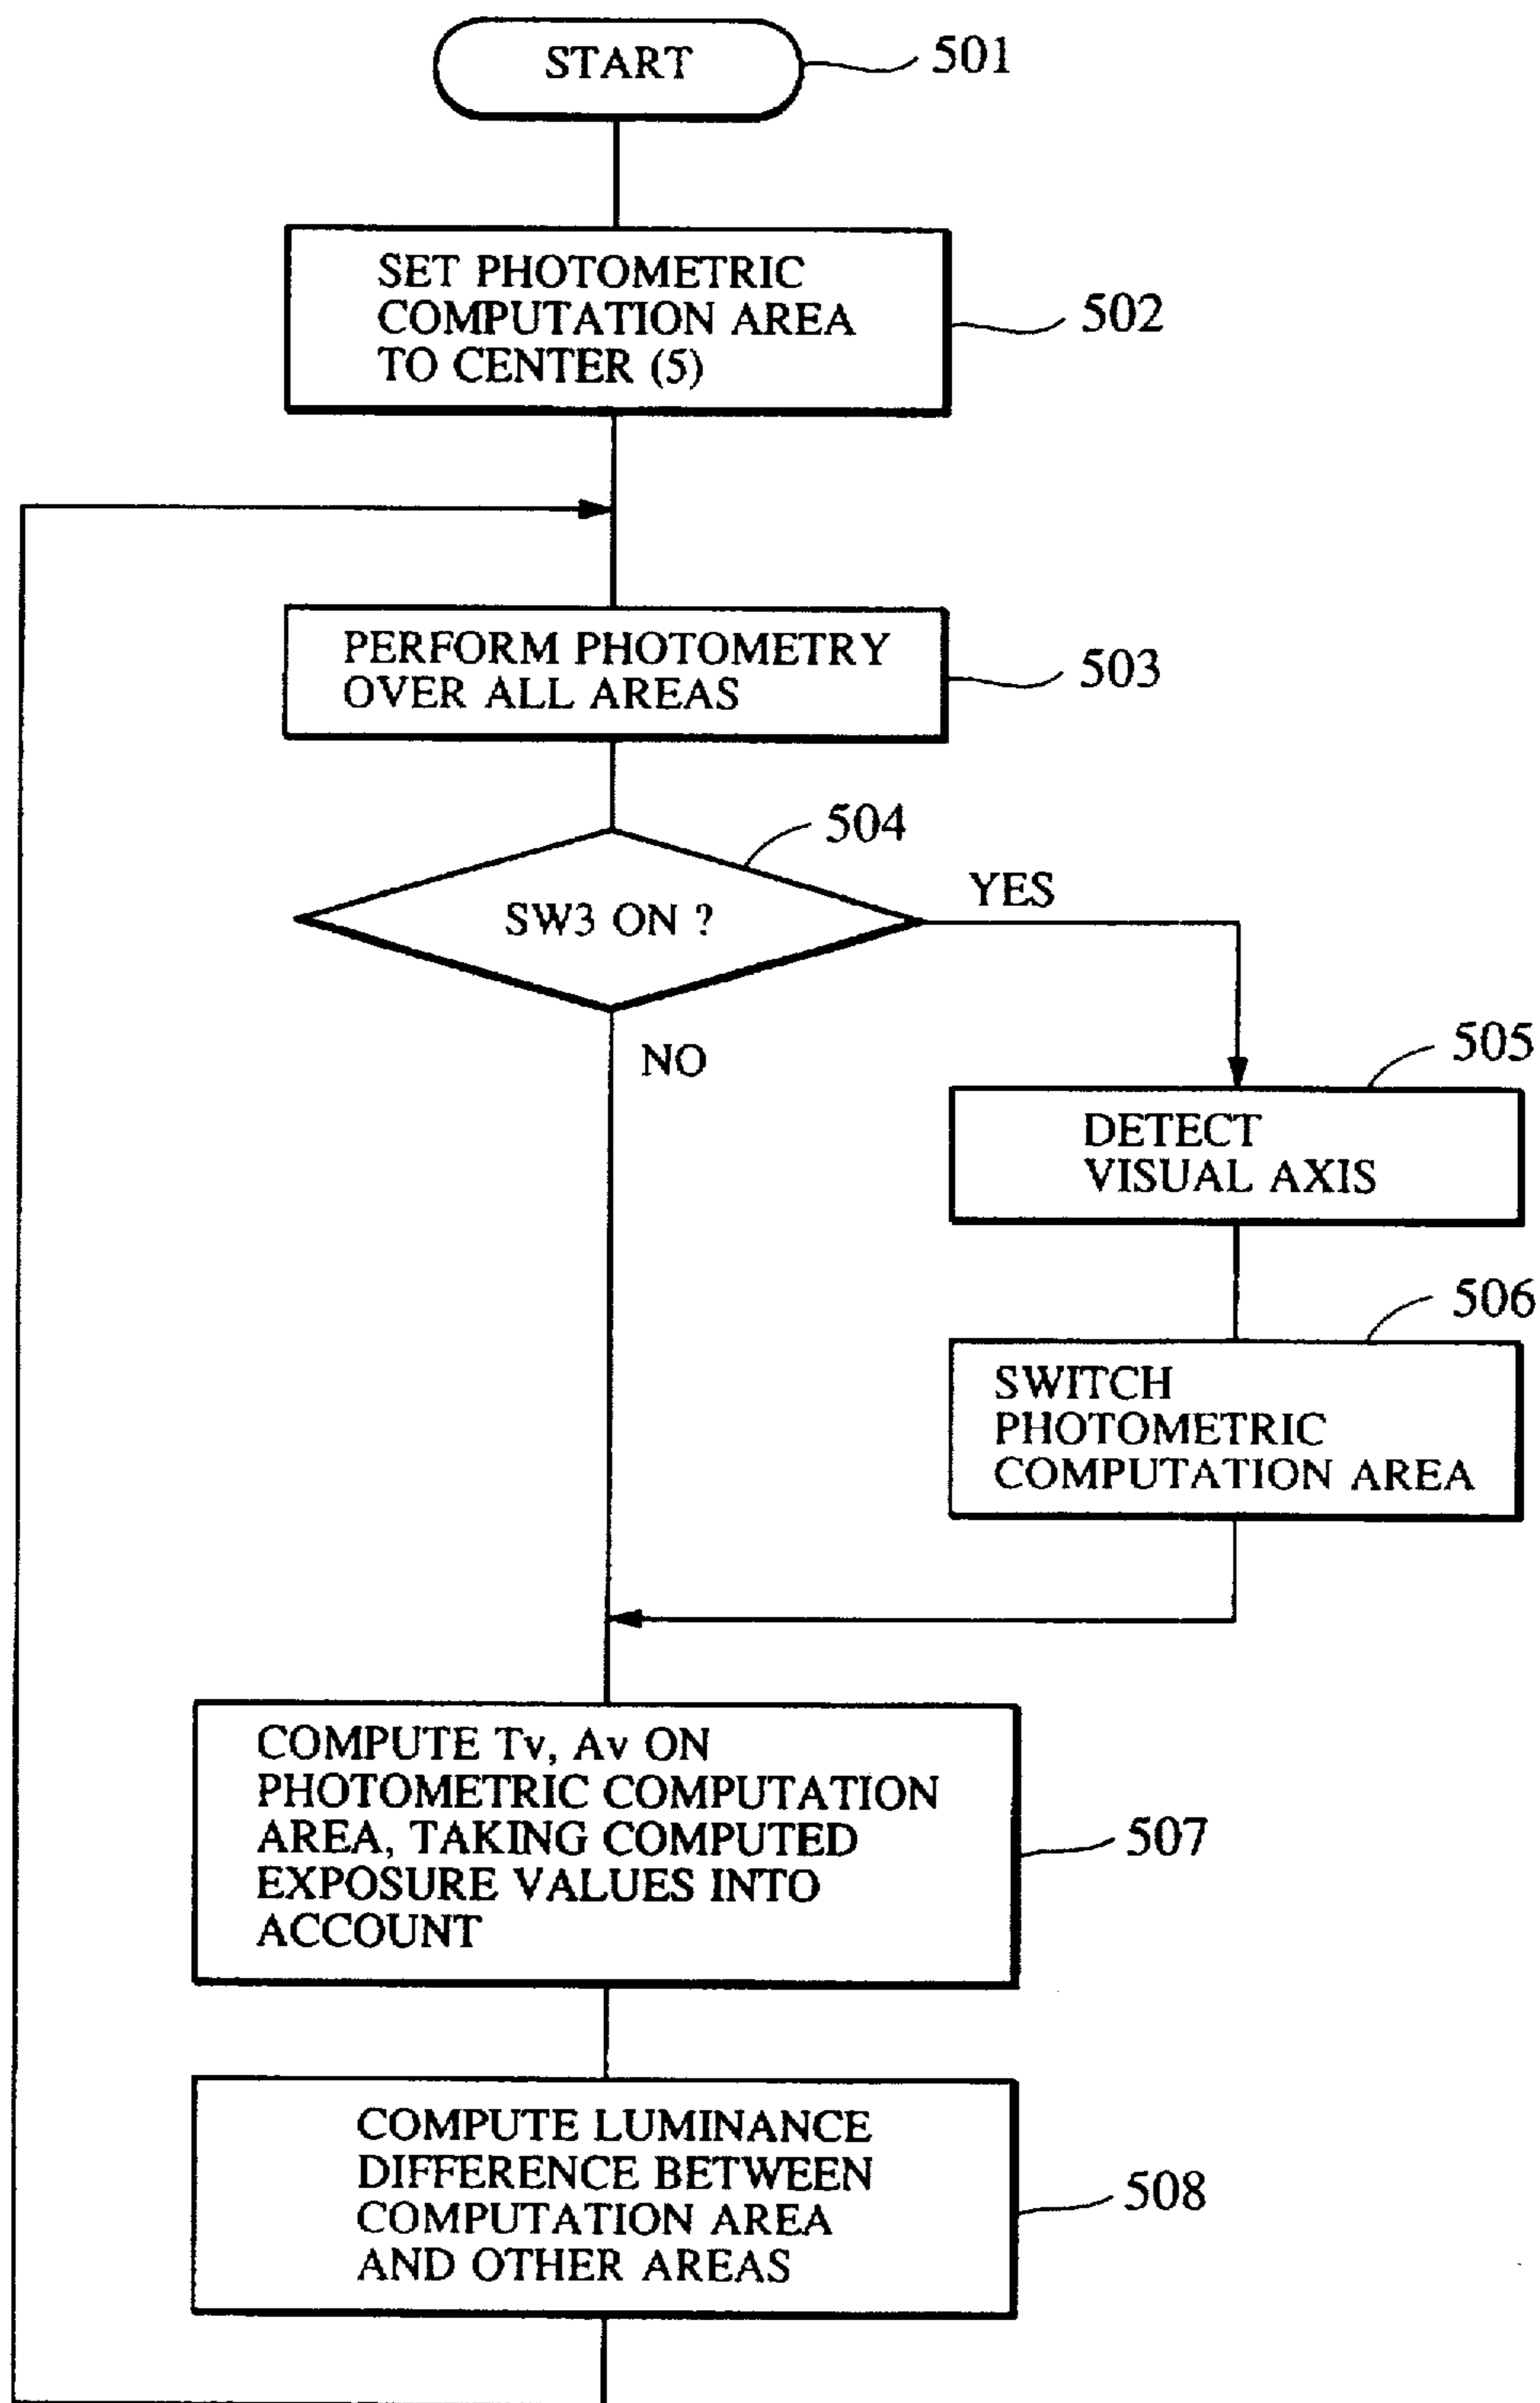 START
501
SET PHOTOMETRIC
COMPUTATION AREA
TO CENTER (5)
502
PERFORM PHOTOMETRY
OVER ALL AREAS
503
504
SW3 ON ?
YES
NO
505
DETECT
VISUAL AXIS
506
SWITCH
PHOTOMETRIC
COMPUTATION AREA
COMPUTE Tv, Av ON
PHOTOMETRIC COMPUTATION
AREA, TAKING COMPUTED
EXPOSURE VALUES INTO
ACCOUNT
507
COMPUTE LUMINANCE
DIFFERENCE BETWEEN
COMPUTATION AREA
AND OTHER AREAS
508